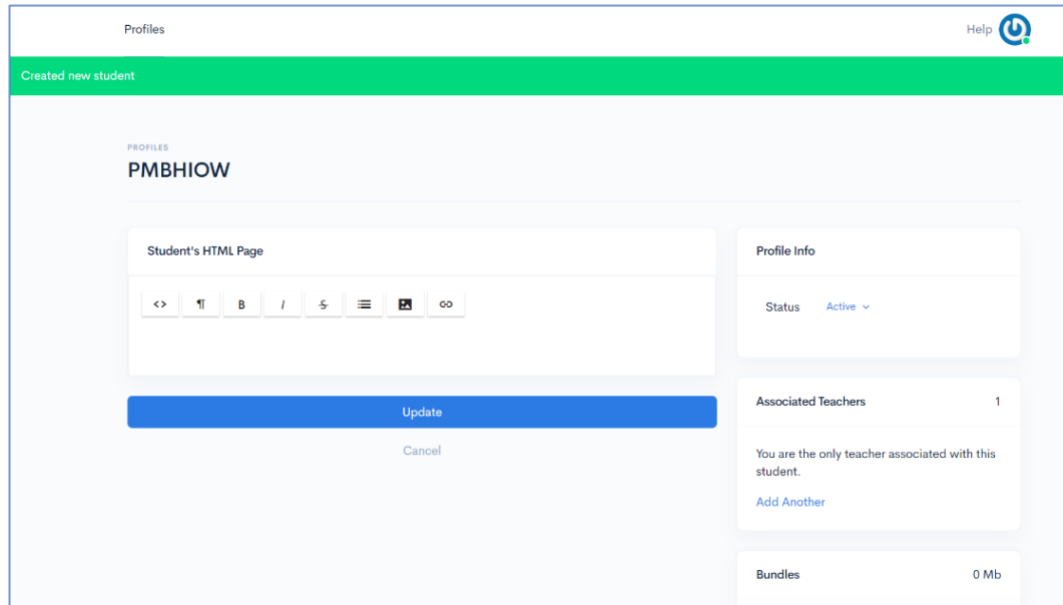 Profiles
Help
Created new student
PROFILES
PMBHIOW
Student's HTML Page
<> ¶ B I S
Update
Cancel
Profile Info
Status Active
Associated Teachers 1
You are the only teacher associated with this
student.
Add Another
Bundles 0 Mb